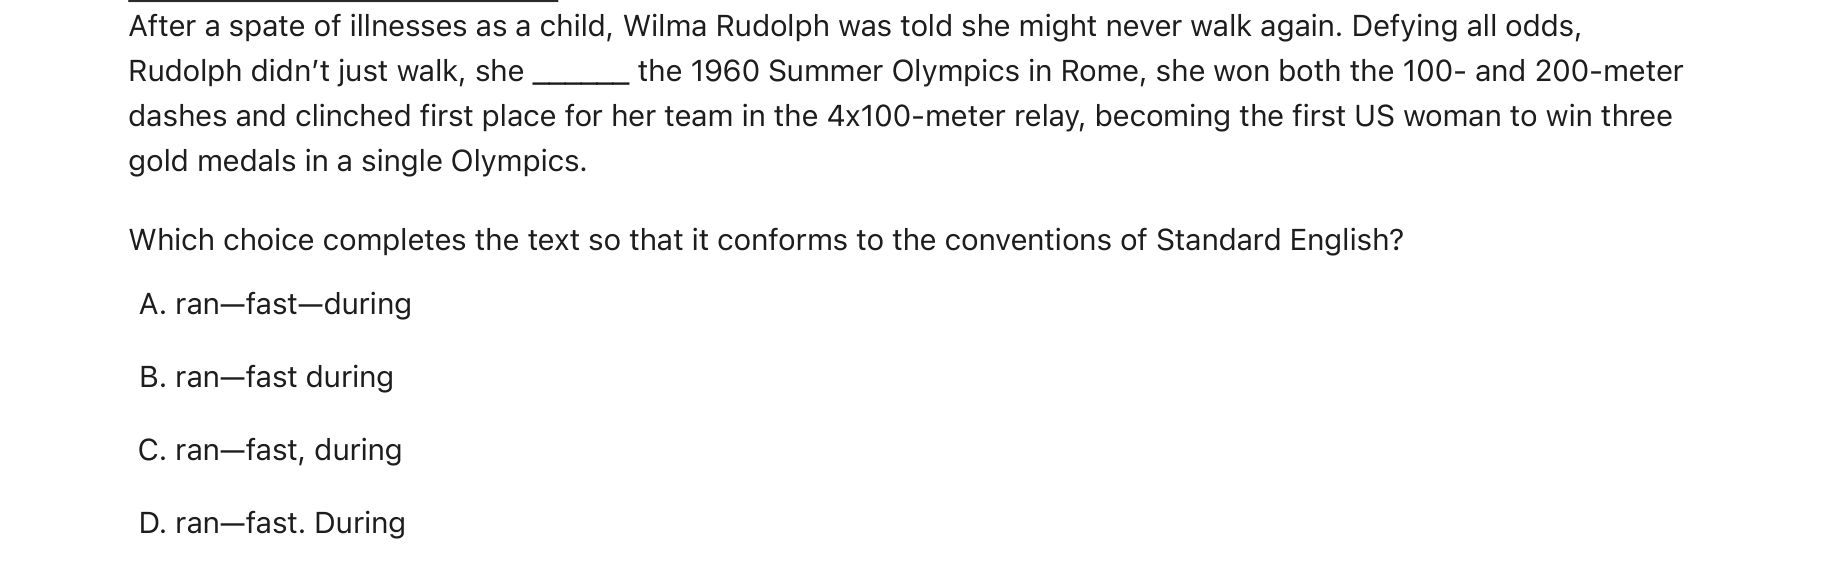 After a spate of illnesses as a child, Wilma Rudolph was told she might never walk again. Defying all odds,
Rudolph didn’t just walk, she ______ the 1960 Summer Olympics in Rome, she won both the 100- and 200-meter
dashes and clinched first place for her team in the 4x100-meter relay, becoming the first US woman to win three
gold medals in a single Olympics.
Which choice completes the text so that it conforms to the conventions of Standard English?
A. ran—fast—during
B. ran—fast during
C. ran—fast, during
D. ran—fast. During